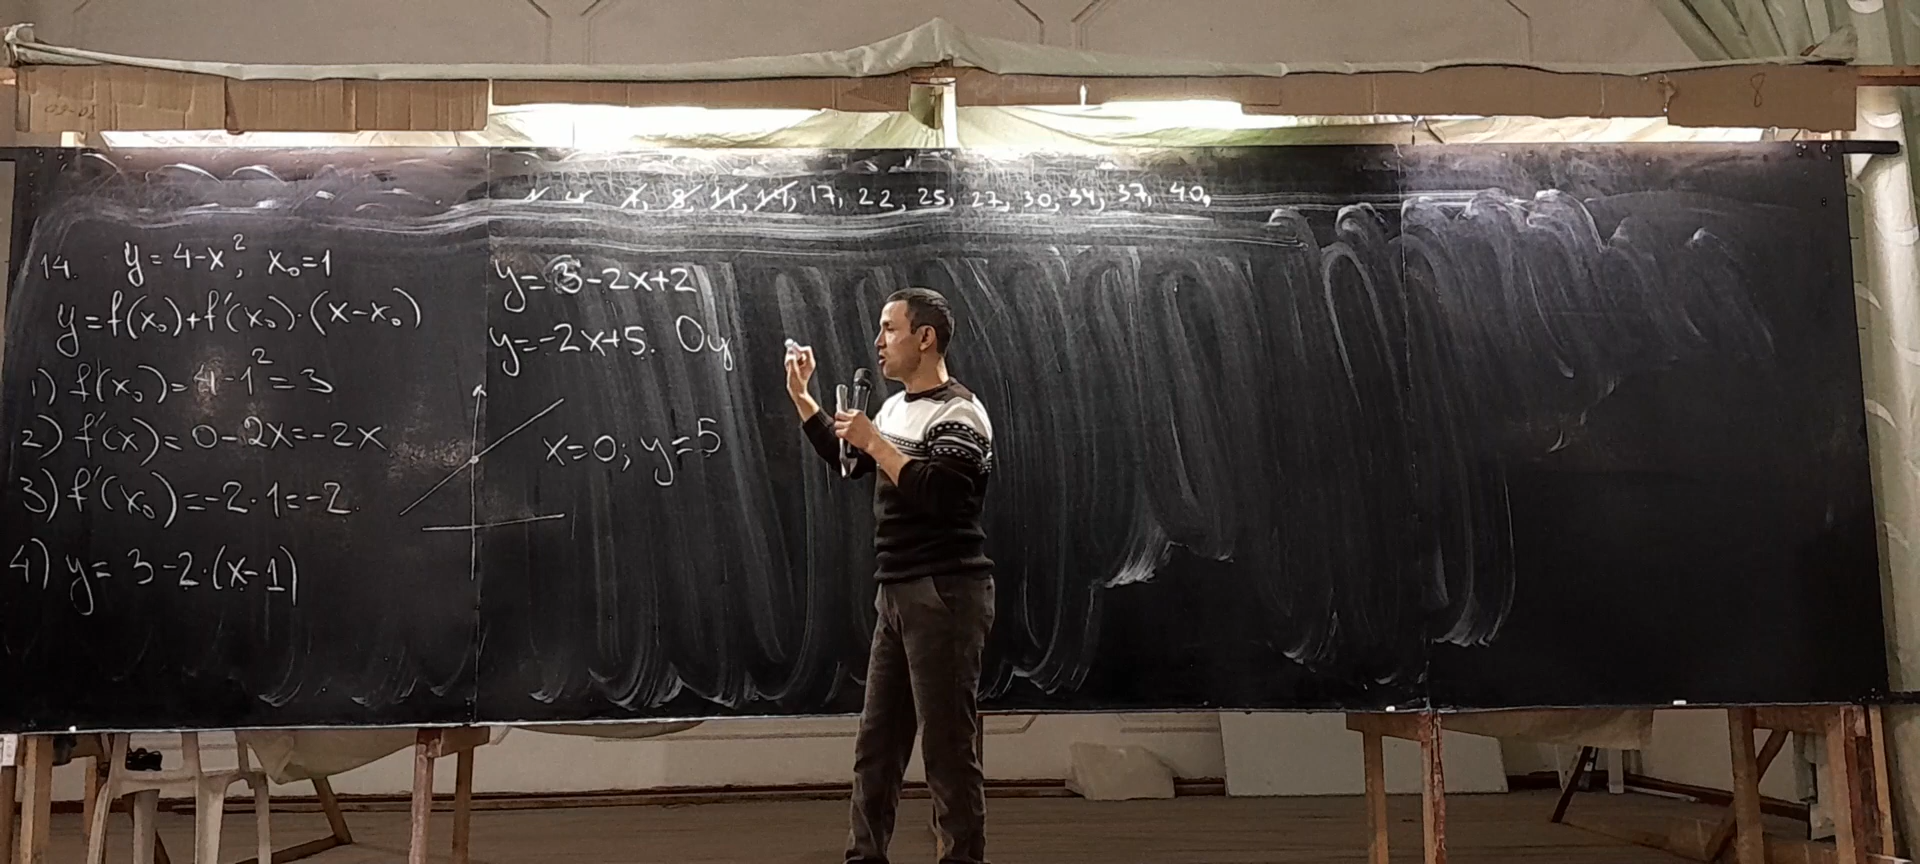 7, 8, 11, 14, 17, 22, 25, 27, 30, 34, 37, 40,
14. y = 4-x², x₀=1
y=f(x₀)+f'(x₀)·(x-x₀)
1) f(x₀)=4-1²=3
2) f'(x)=0-2x=-2x
3) f'(x₀)=-2·1=-2.
4) y= 3-2·(x-1)
y=3-2x+2
y=-2x+5. Oy
x=0; y=5
8